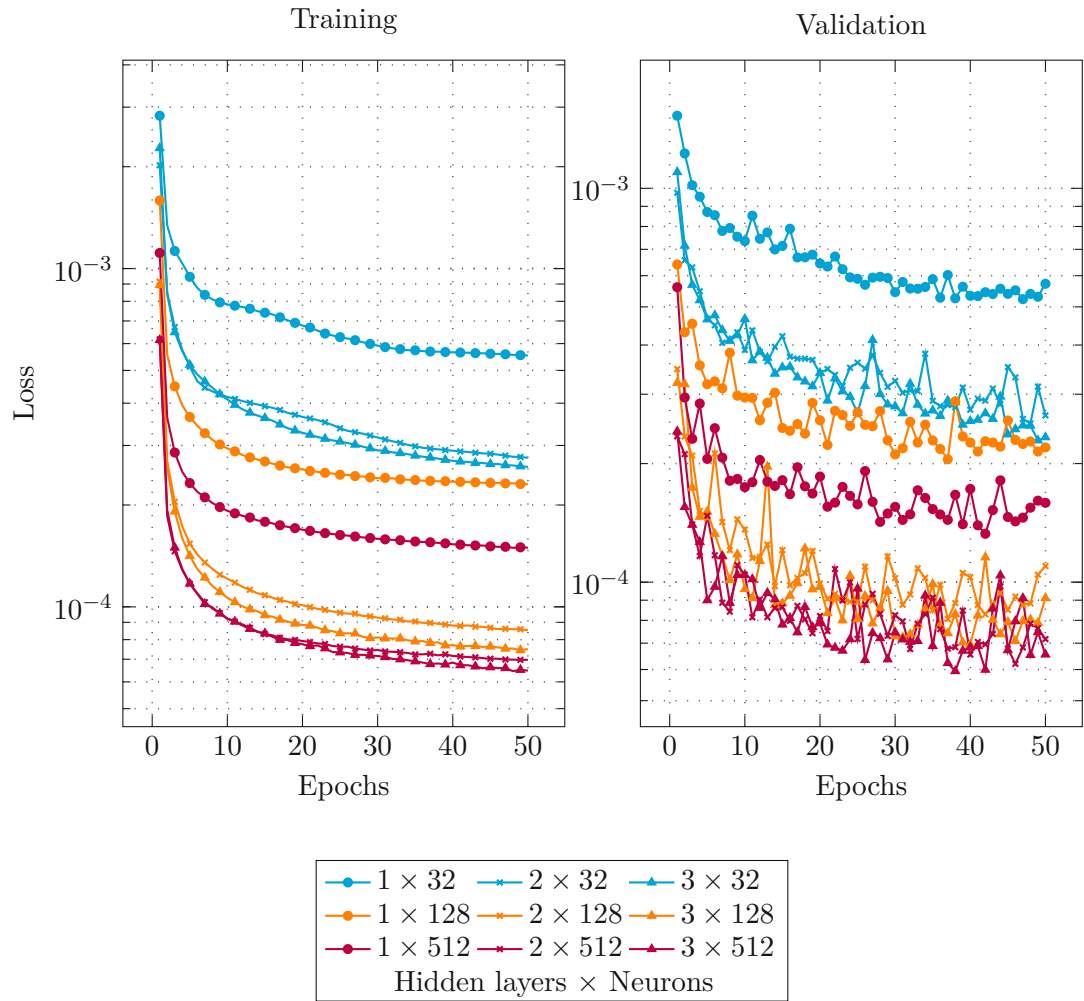 Training
Validation
Loss
10⁻³
10⁻⁴
0 10 20 30 40 50
Epochs
10⁻³
10⁻⁴
0 10 20 30 40 50
Epochs
1 × 32 2 × 32 3 × 32
1 × 128 2 × 128 3 × 128
1 × 512 2 × 512 3 × 512
Hidden layers × Neurons